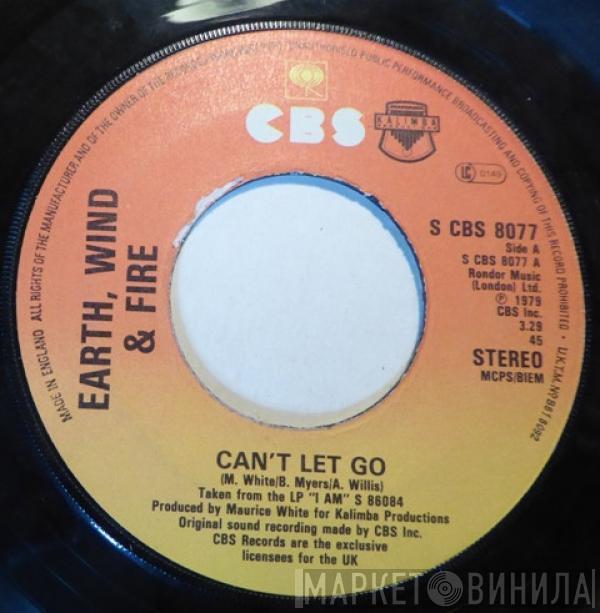 MADE IN ENGLAND ALL RIGHTS OF THE MANUFACTURER AND OF THE OWNER OF THE RECORDED WORK RESERVED UNAUTHORISED PUBLIC PERFORMANCE BROADCASTING AND COPYING OF THIS RECORD PROHIBITED • U.K.T.M. Nº B818092
CBS
KALIMBA
LC 0149
EARTH, WIND
& FIRE
S CBS 8077
Side A
S CBS 8077 A
Rondor Music
(London) Ltd.
℗ 1979
CBS Inc.
3.29
45
STEREO
MCPS/BIEM
CAN'T LET GO
(M. White/B. Myers/A. Willis)
Taken from the LP "I AM" S 86084
Produced by Maurice White for Kalimba Productions
Original sound recording made by CBS Inc.
CBS Records are the exclusive
licensees for the UK
МАРКЕТ ВИНИЛА